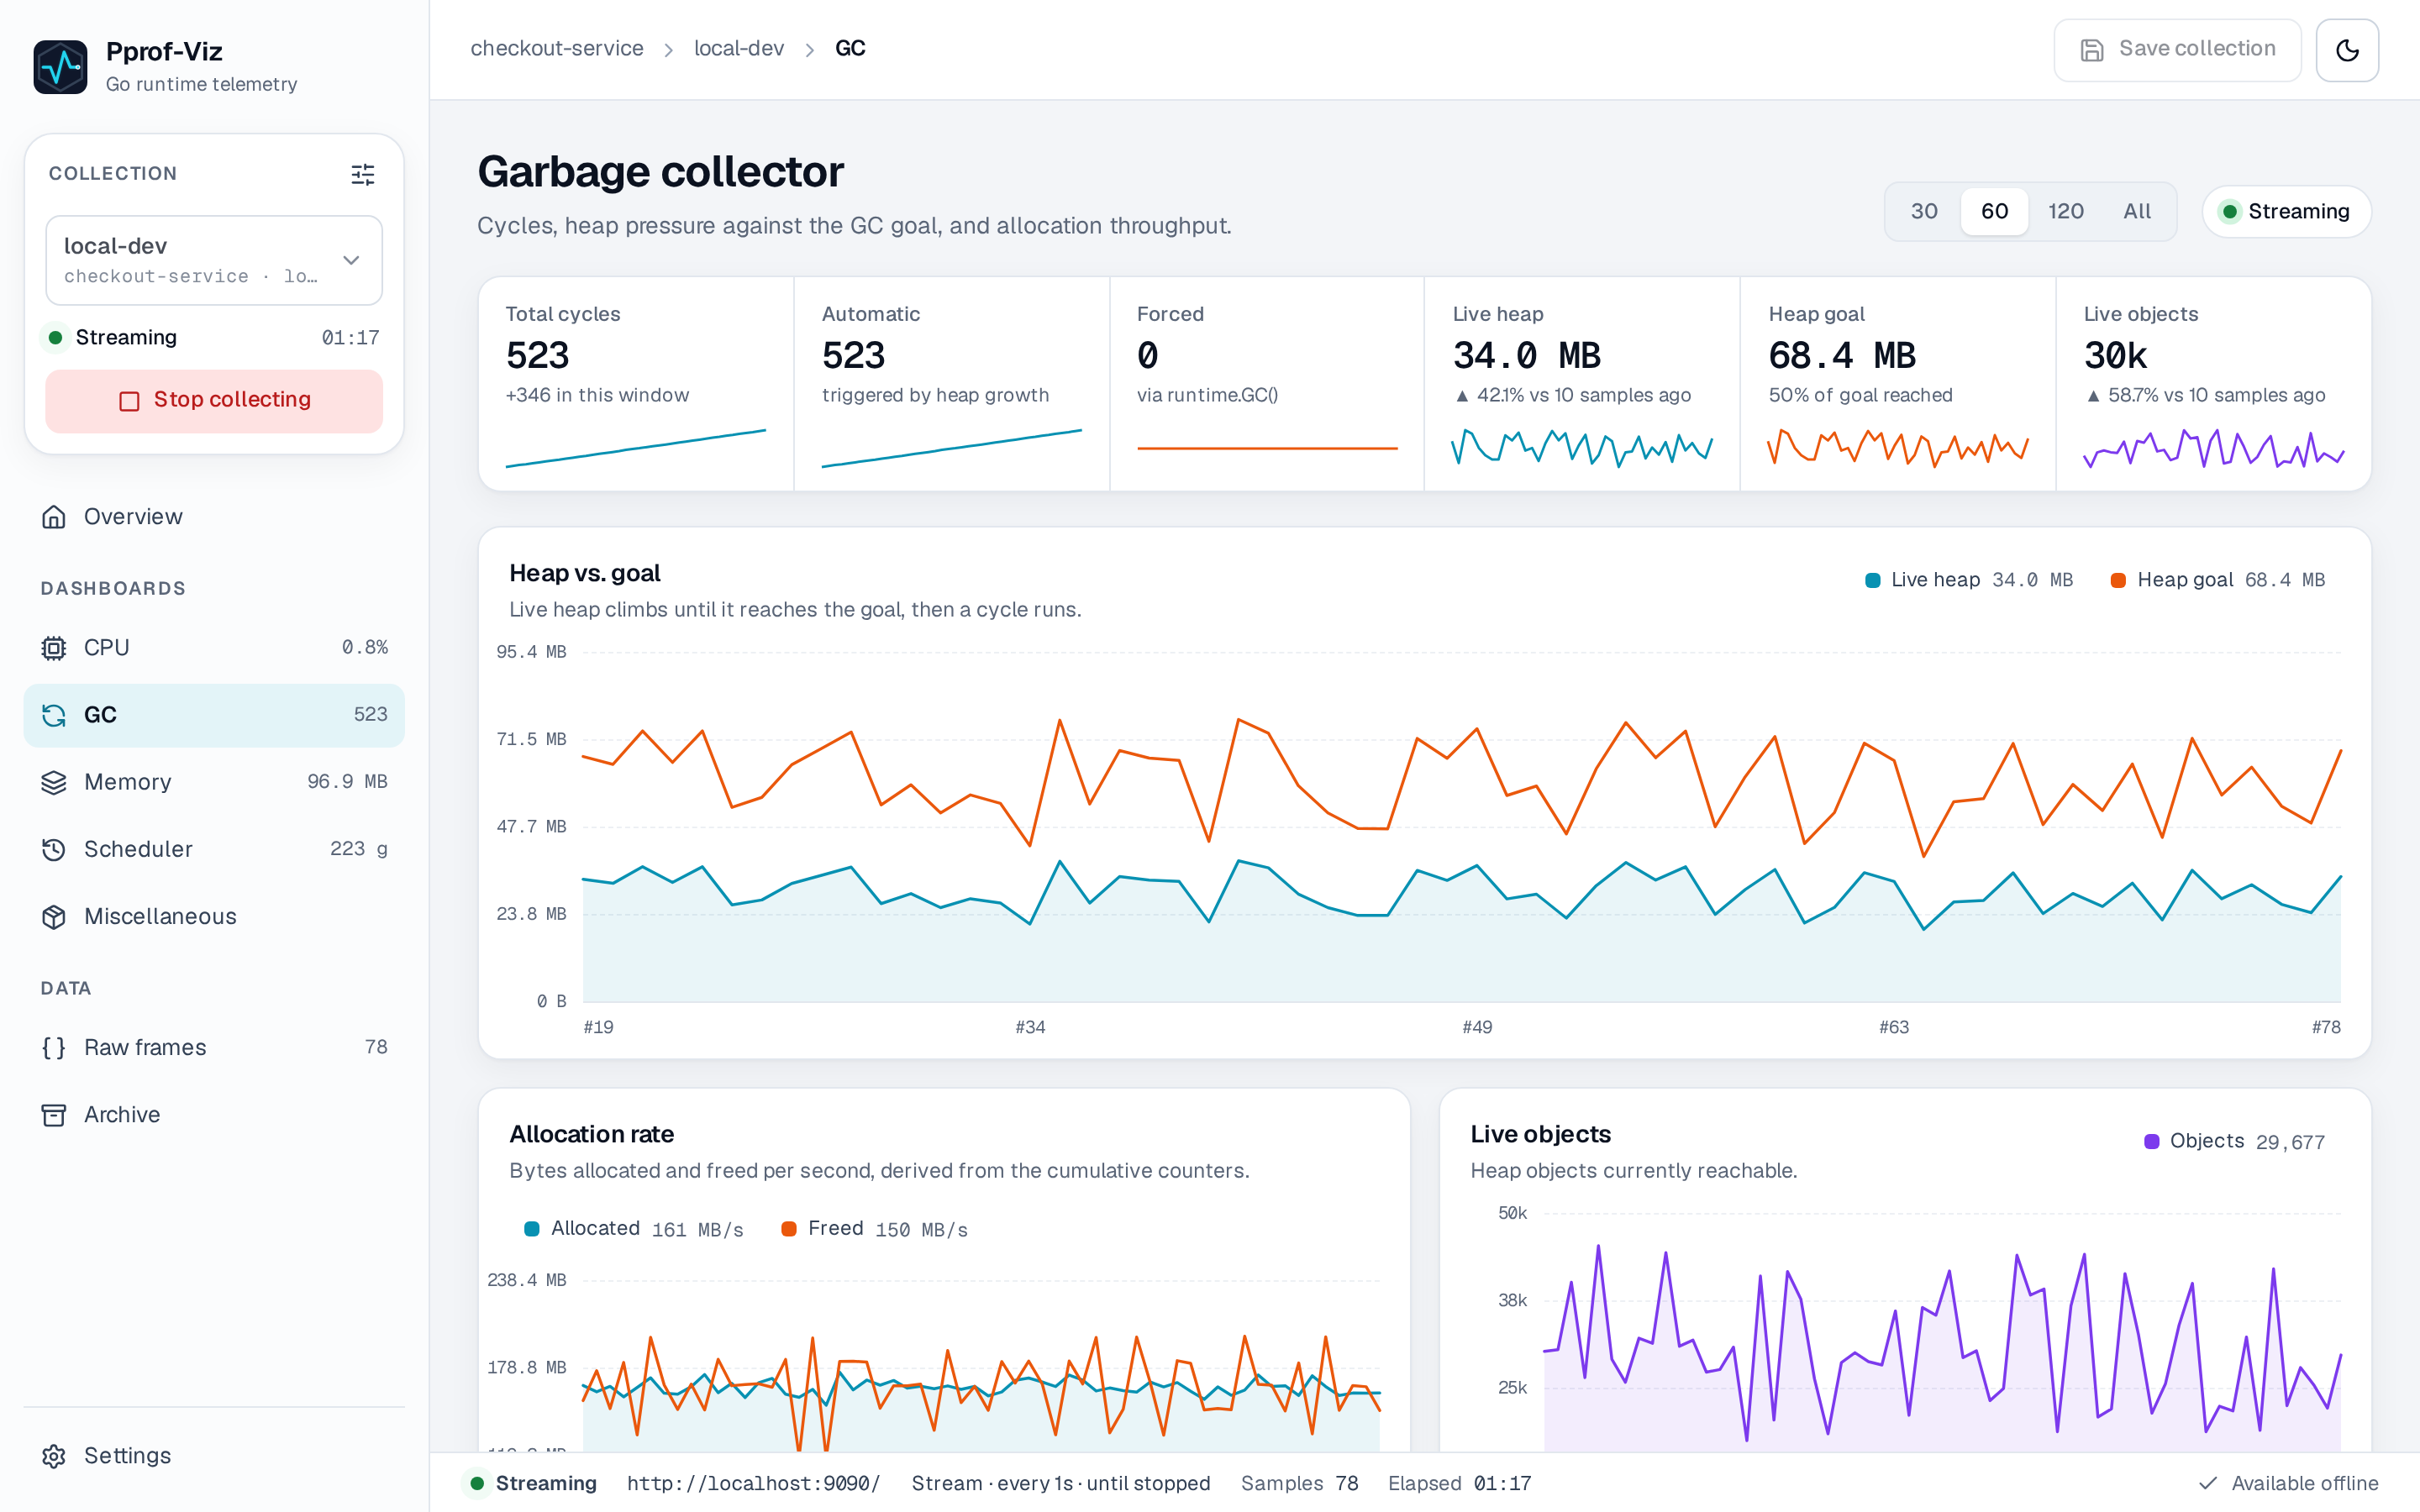 Pprof-Viz
Go runtime telemetry
COLLECTION
local-dev
checkout-service · lo…
Streaming 01:17
Stop collecting
Overview
DASHBOARDS
CPU 0.8%
GC 523
Memory 96.9 MB
Scheduler 223 g
Miscellaneous
DATA
Raw frames 78
Archive
Settings
checkout-service > local-dev > GC
Save collection
Garbage collector
Cycles, heap pressure against the GC goal, and allocation throughput.
30 60 120 All
Streaming
Total cycles
523
+346 in this window
Automatic
523
triggered by heap growth
Forced
0
via runtime.GC()
Live heap
34.0 MB
▲ 42.1% vs 10 samples ago
Heap goal
68.4 MB
50% of goal reached
Live objects
30k
▲ 58.7% vs 10 samples ago
Heap vs. goal
Live heap climbs until it reaches the goal, then a cycle runs.
Live heap 34.0 MB Heap goal 68.4 MB
95.4 MB
71.5 MB
47.7 MB
23.8 MB
0 B
#19 #34 #49 #63 #78
Allocation rate
Bytes allocated and freed per second, derived from the cumulative counters.
Allocated 161 MB/s Freed 150 MB/s
238.4 MB
178.8 MB
Live objects
Heap objects currently reachable.
Objects 29,677
50k
38k
25k
Streaming http://localhost:9090/ Stream · every 1s · until stopped Samples 78 Elapsed 01:17
Available offline